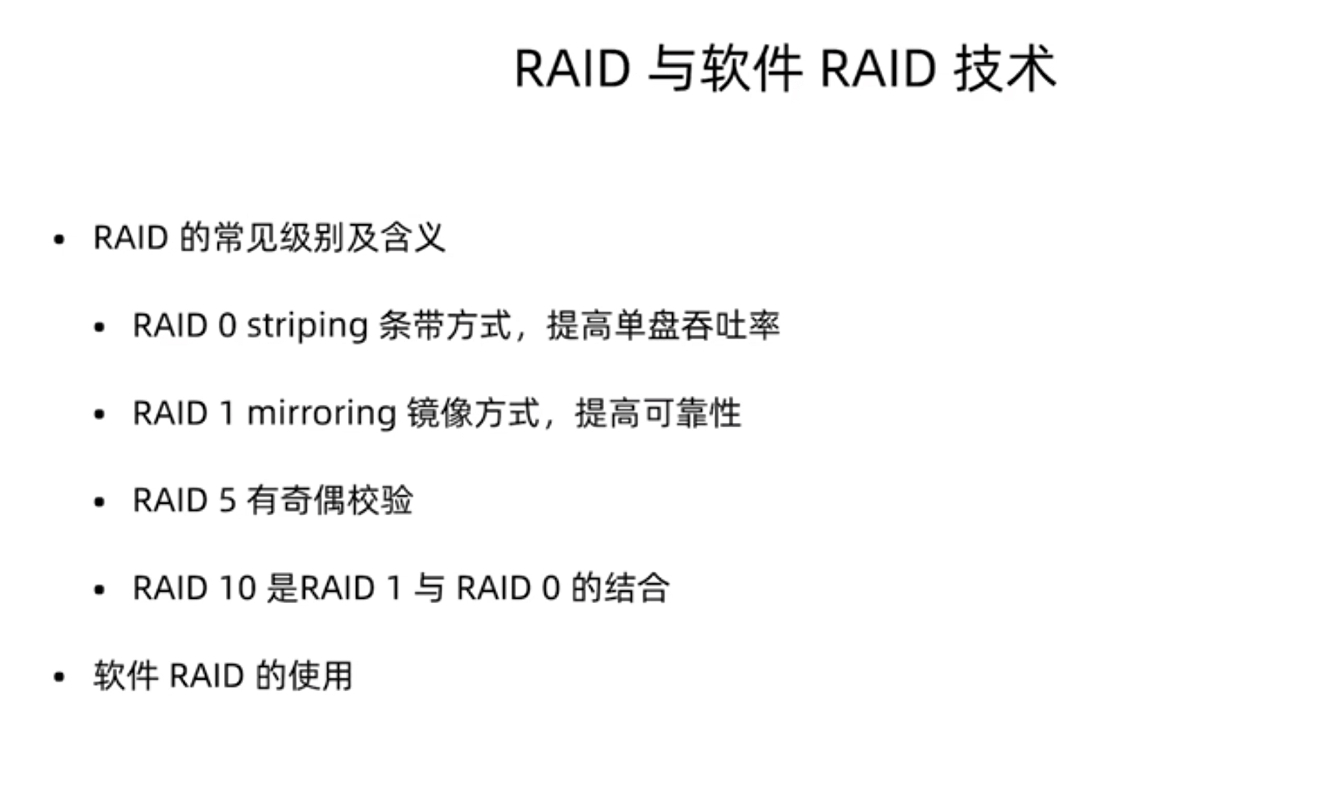 RAID 与软件 RAID 技术
• RAID 的常见级别及含义
• RAID 0 striping 条带方式，提高单盘吞吐率
• RAID 1 mirroring 镜像方式，提高可靠性
• RAID 5 有奇偶校验
• RAID 10 是RAID 1 与 RAID 0 的结合
• 软件 RAID 的使用